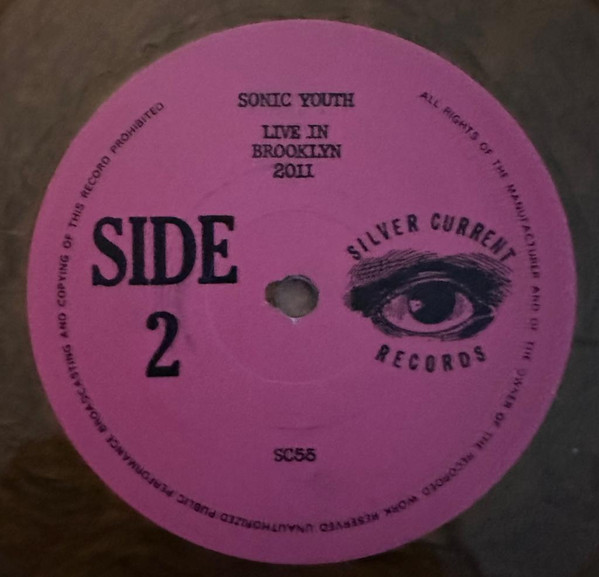 SONIC YOUTH
LIVE IN
BROOKLYN
2011
SIDE
2
SILVER CURRENT
RECORDS
SC55
ALL RIGHTS OF THE MANUFACTURER AND OF THE OWNER OF THE RECORDED WORK RESERVED UNAUTHORIZED PUBLIC PERFORMANCE BROADCASTING AND COPYING OF THIS RECORD PROHIBITED